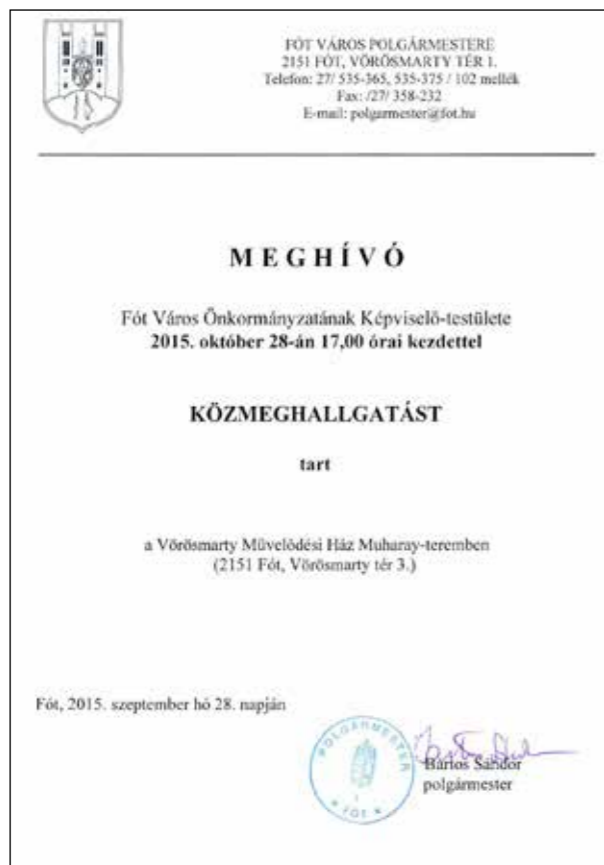 FÓT VÁROS POLGÁRMESTERE
2151 FÓT, VÖRÖSMARTY TÉR 1.
Telefon: 27/ 535-365, 535-375 / 102 mellék
Fax: /27/ 358-232
E-mail: polgarmester@fot.hu
MEGHÍVÓ
Fót Város Önkormányzatának Képviselő-testülete
2015. október 28-án 17,00 órai kezdettel
KÖZMEGHALLGATÁST
tart
a Vörösmarty Művelődési Ház Muharay-teremben
(2151 Fót, Vörösmarty tér 3.)
Fót, 2015. szeptember hó 28. napján
POLGÁRMESTER
FÓT
Bartos Sándor
polgármester